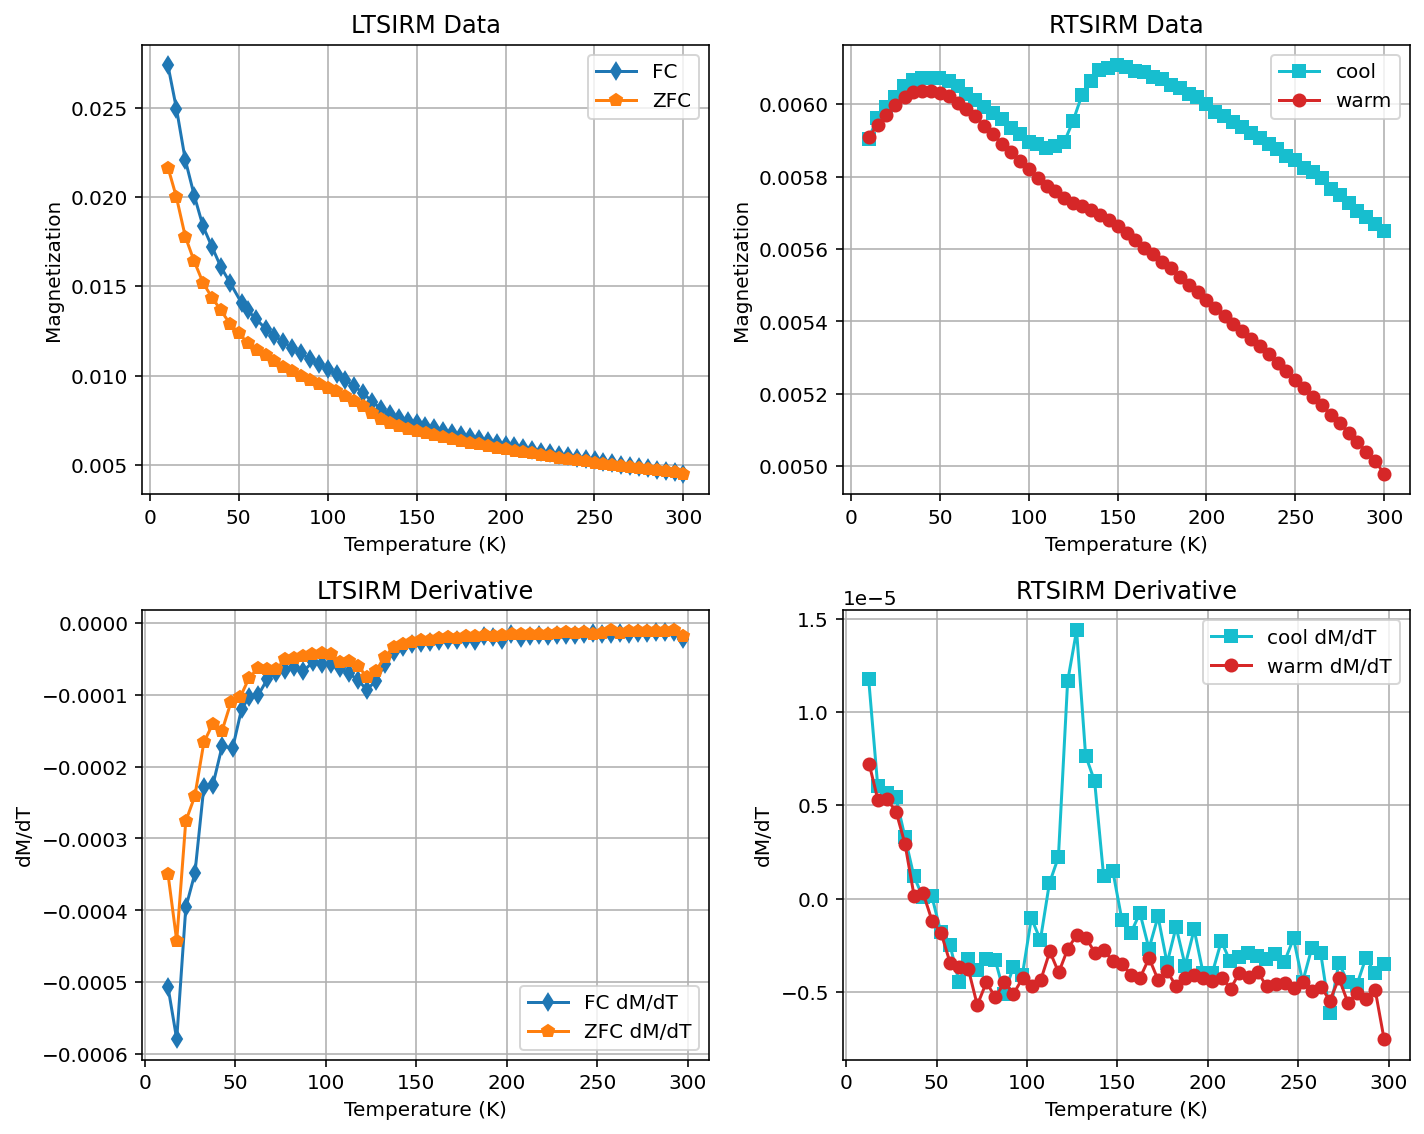 LTSIRM Data
Magnetization
0.025
0.020
0.015
0.010
0.005
FC
ZFC
0 50 100 150 200 250 300
Temperature (K)
RTSIRM Data
Magnetization
0.0060
0.0058
0.0056
0.0054
0.0052
0.0050
cool
warm
0 50 100 150 200 250 300
Temperature (K)
LTSIRM Derivative
dM/dT
0.0000
−0.0001
−0.0002
−0.0003
−0.0004
−0.0005
−0.0006
FC dM/dT
ZFC dM/dT
0 50 100 150 200 250 300
Temperature (K)
RTSIRM Derivative
1e−5
dM/dT
1.5
1.0
0.5
0.0
−0.5
cool dM/dT
warm dM/dT
0 50 100 150 200 250 300
Temperature (K)